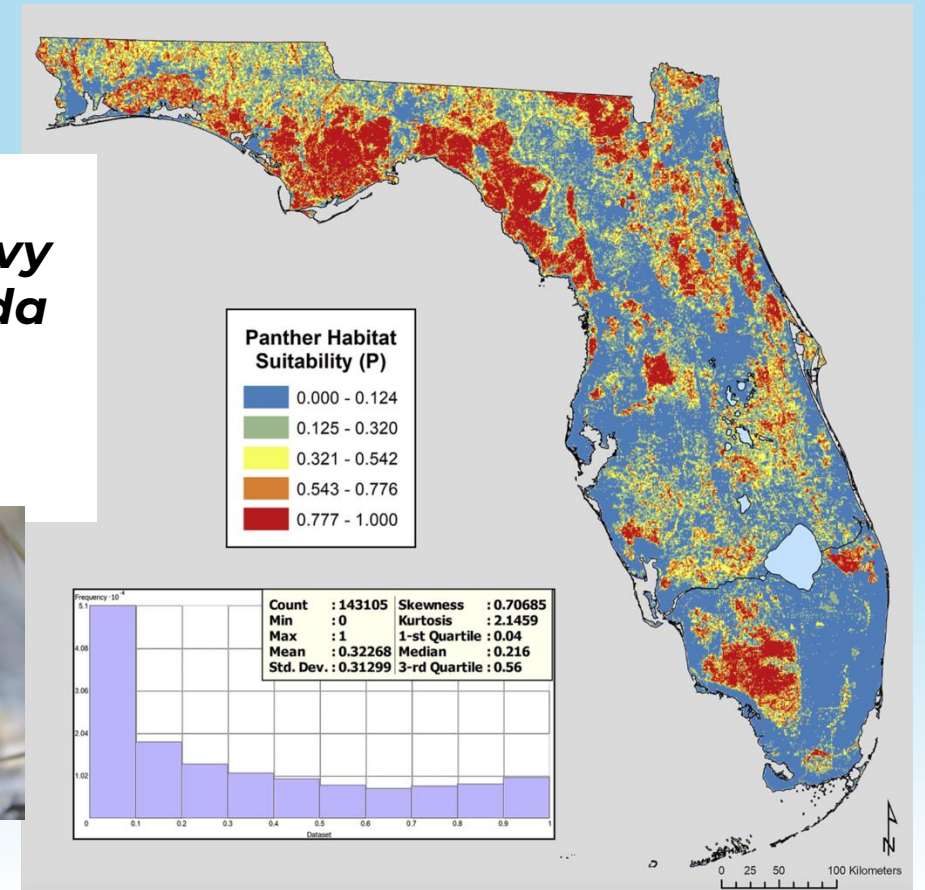 vy
da
Panther Habitat
Suitability (P)
0.000 - 0.124
0.125 - 0.320
0.321 - 0.542
0.543 - 0.776
0.777 - 1.000
Frequency·10⁻⁴
5.1
4.08
3.06
2.04
1.02
0 0.1 0.2 0.3 0.4 0.5 0.6 0.7 0.8 0.9 1
Dataset
Count : 143105 Skewness : 0.70685
Min : 0 Kurtosis : 2.1459
Max : 1 1-st Quartile : 0.04
Mean : 0.32268 Median : 0.216
Std. Dev. : 0.31299 3-rd Quartile : 0.56
N
0 25 50 100 Kilometers